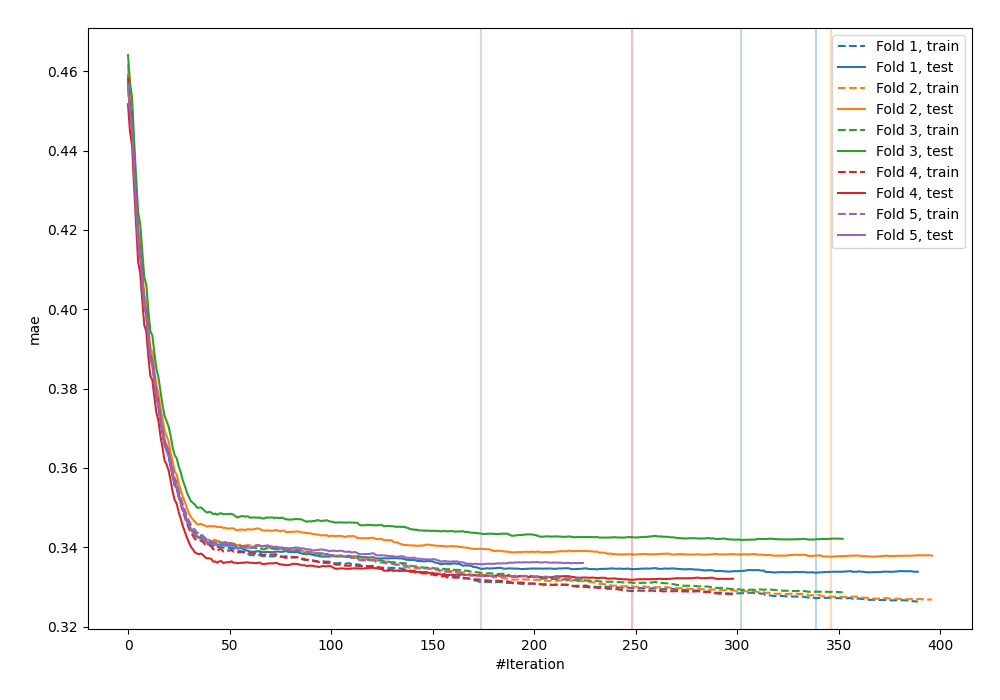 0.46
0.44
0.42
0.40
0.38
0.36
0.34
0.32
mae
0
50
100
150
200
250
300
350
400
#Iteration
Fold 1, train
Fold 1, test
Fold 2, train
Fold 2, test
Fold 3, train
Fold 3, test
Fold 4, train
Fold 4, test
Fold 5, train
Fold 5, test